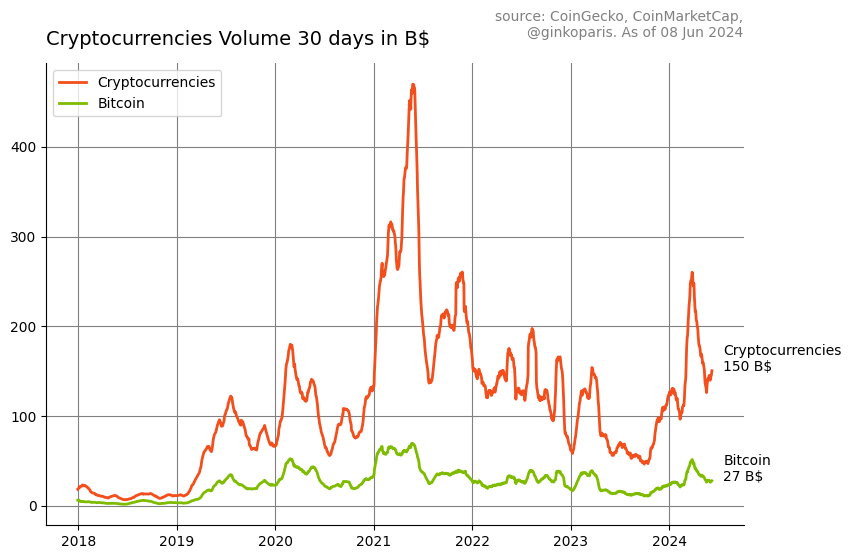 source: CoinGecko, CoinMarketCap,
@ginkoparis. As of 08 Jun 2024
Cryptocurrencies Volume 30 days in B$
Cryptocurrencies
Bitcoin
400
300
200
100
0
Cryptocurrencies
150 B$
Bitcoin
27 B$
2018 2019 2020 2021 2022 2023 2024